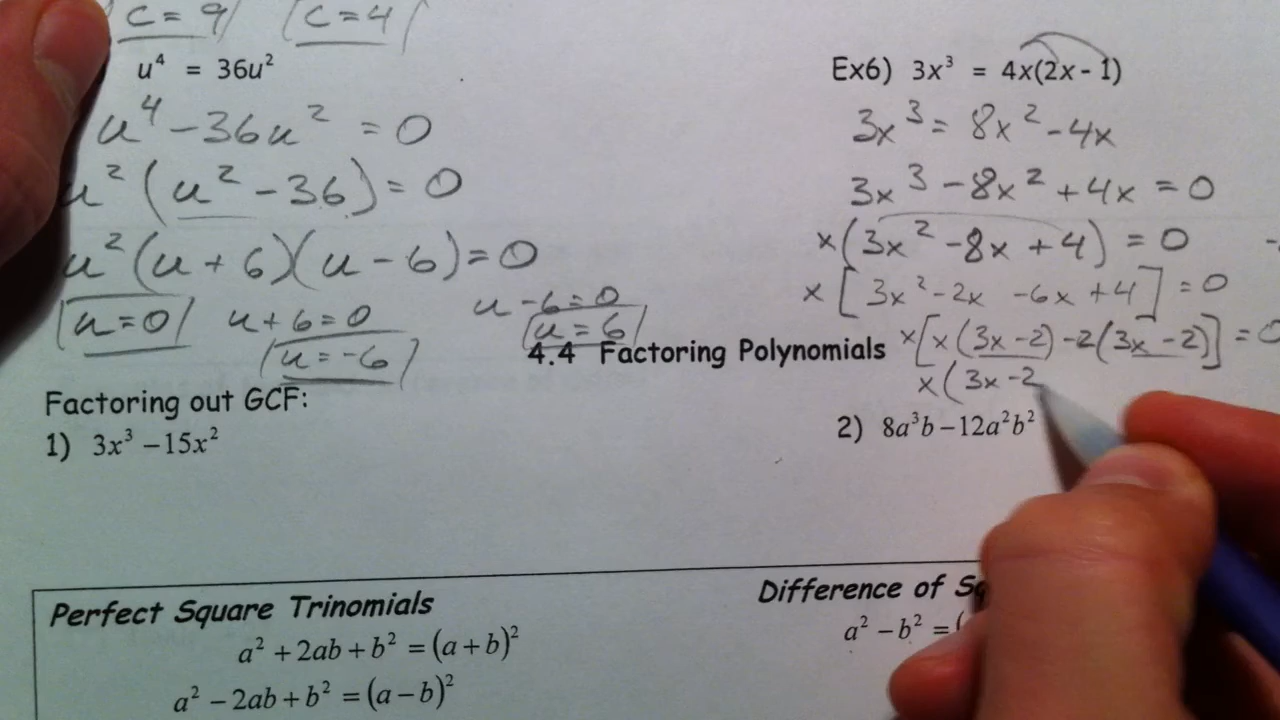 c = 9 c = 4
u⁴ = 36u²
u⁴ - 36u² = 0
u² (u² - 36) = 0
u² (u + 6)(u - 6) = 0
u = 0 u + 6 = 0 u - 6 = 0
u = -6 u = 6
Ex6) 3x³ = 4x(2x - 1)
3x³ = 8x² - 4x
3x³ - 8x² + 4x = 0
x(3x² - 8x + 4) = 0
x[3x² - 2x - 6x + 4] = 0
x[x(3x - 2) - 2(3x - 2)] = 0
x(3x - 2
4.4 Factoring Polynomials
Factoring out GCF:
1) 3x³ - 15x²
2) 8a³b - 12a²b²
Perfect Square Trinomials
a² + 2ab + b² = (a + b)²
a² - 2ab + b² = (a - b)²
Difference of
a² - b² = (